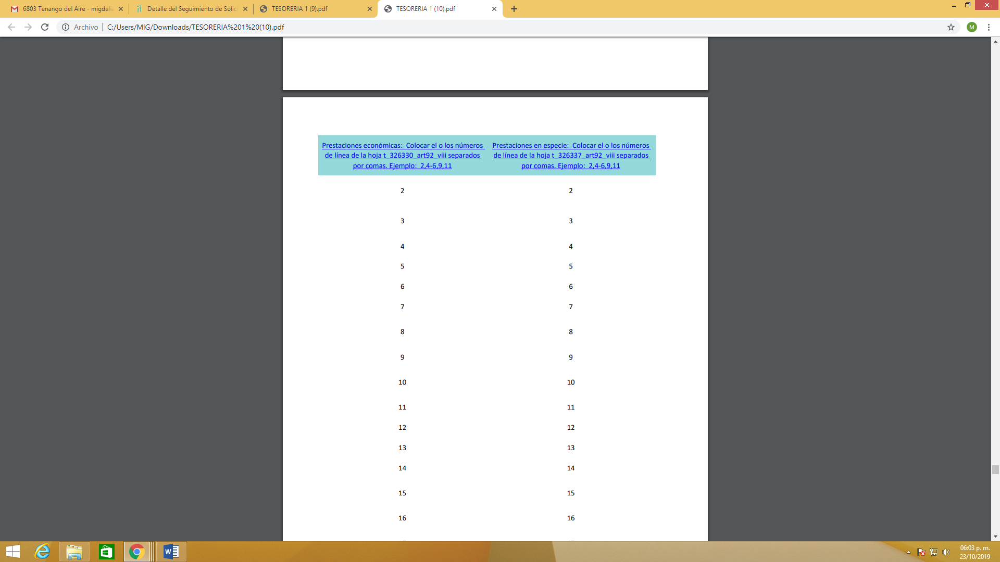 6803 Tenango del Aire - migdalia
Detalle del Seguimiento de Solici
TESORERIA 1 (9).pdf
TESORERIA 1 (10).pdf
Archivo C:/Users/MIG/Downloads/TESORERIA%201%20(10).pdf
M
Prestaciones económicas:  Colocar el o los números
de línea de la hoja t_326330_art92_viii separados
por comas. Ejemplo:  2,4-6,9,11
Prestaciones en especie:  Colocar el o los números
de línea de la hoja t_326337_art92_viii separados
por comas. Ejemplo:  2,4-6,9,11
2 2
3 3
4 4
5 5
6 6
7 7
8 8
9 9
10 10
11 11
12 12
13 13
14 14
15 15
16 16
06:03 p. m.
23/10/2019